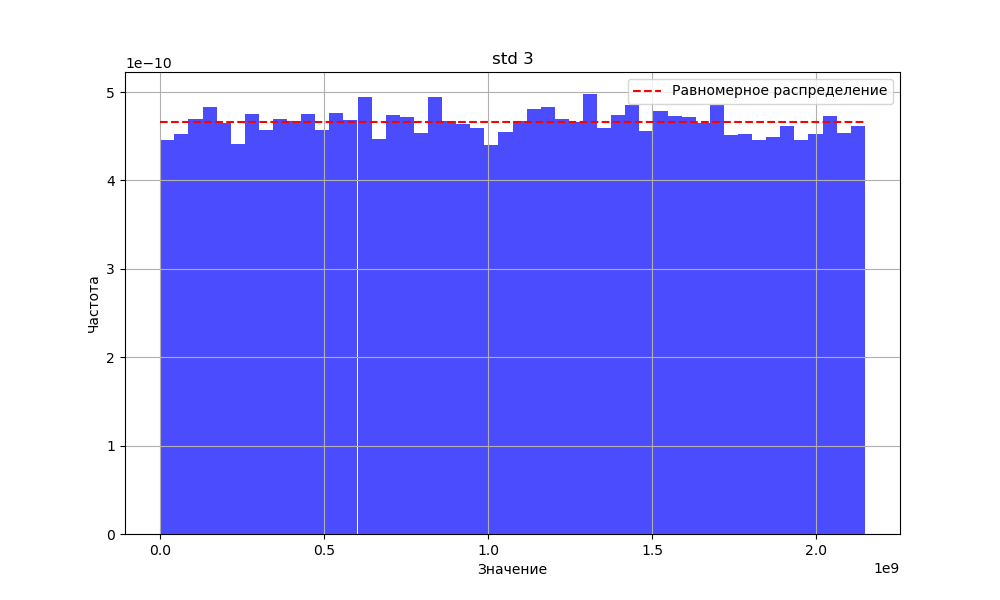 std 3
1e−10
Равномерное распределение
5
4
3
2
1
0
Частота
0.0 0.5 1.0 1.5 2.0
1e9
Значение